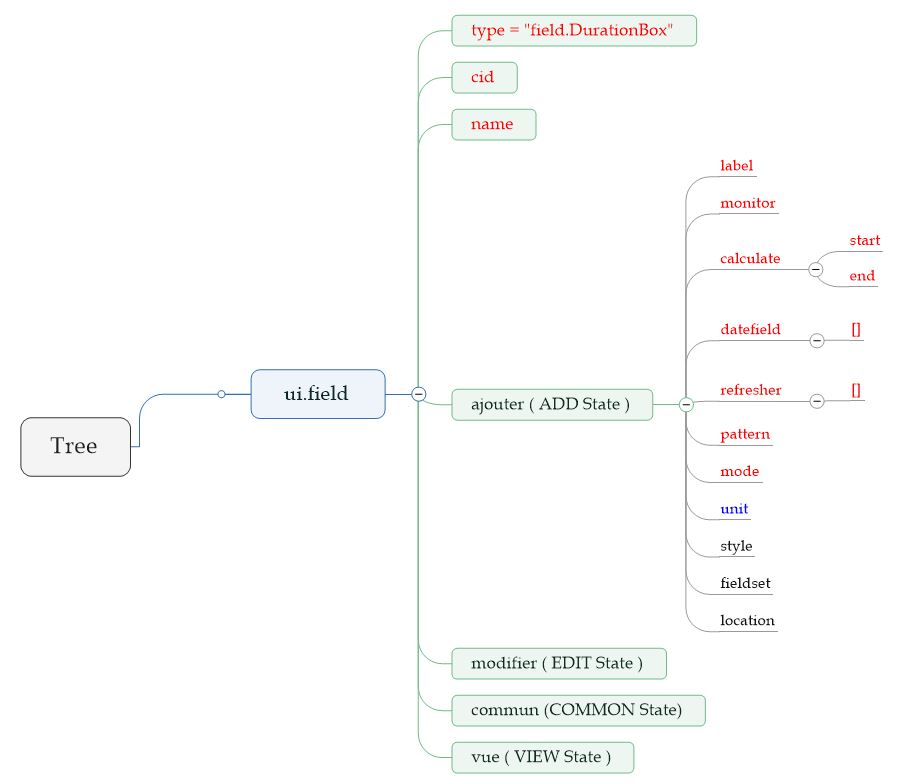 Tree
ui.field
type = "field.DurationBox"
cid
name
ajouter ( ADD State )
label
monitor
calculate
start
end
datefield
[]
refresher
[]
pattern
mode
unit
style
fieldset
location
modifier ( EDIT State )
commun (COMMON State)
vue ( VIEW State )